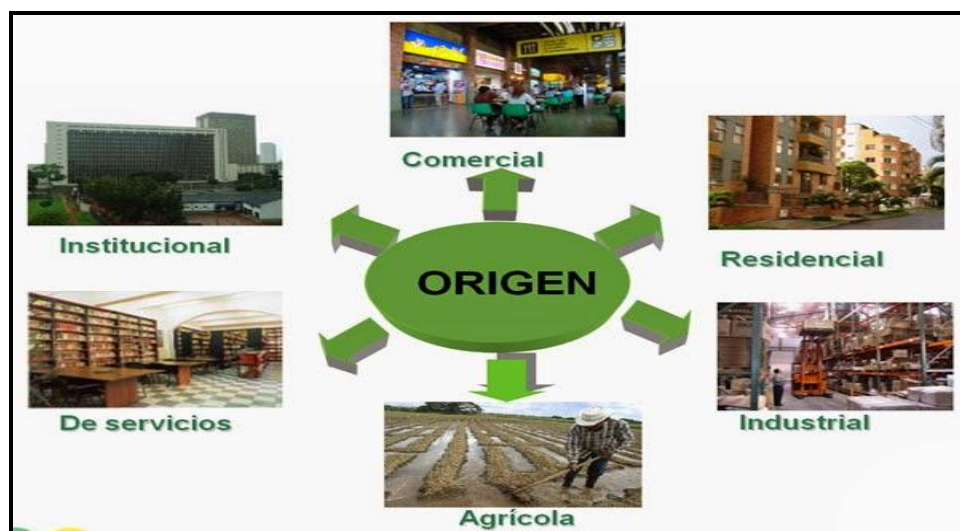 Comercial
Institucional
Residencial
ORIGEN
De servicios
Industrial
Agrícola